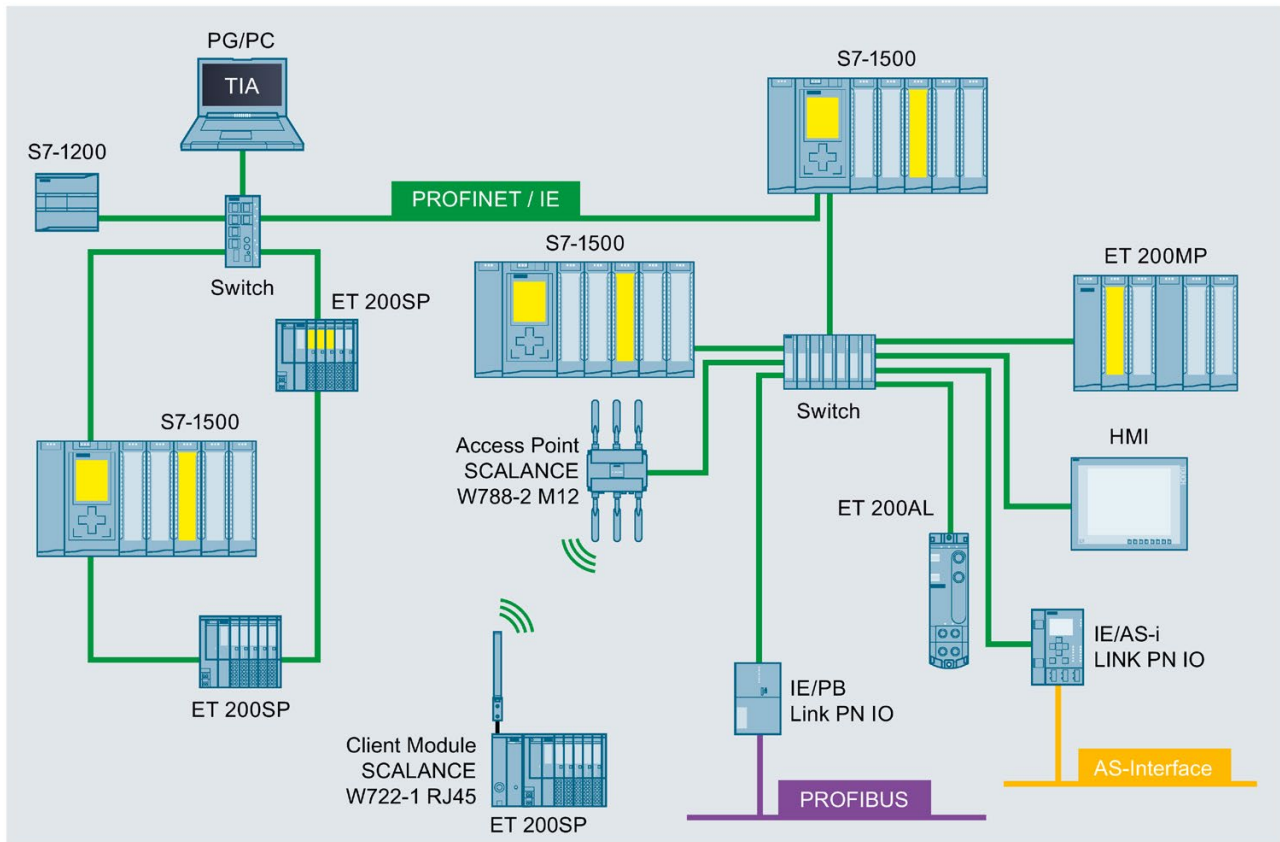 PG/PC
TIA
S7-1200
PROFINET / IE
S7-1500
Switch
ET 200SP
S7-1500
ET 200MP
S7-1500
Switch
HMI
Access Point
SCALANCE
W788-2 M12
ET 200AL
ET 200SP
IE/PB
Link PN IO
IE/AS-i
LINK PN IO
Client Module
SCALANCE
W722-1 RJ45
ET 200SP
PROFIBUS
AS-Interface